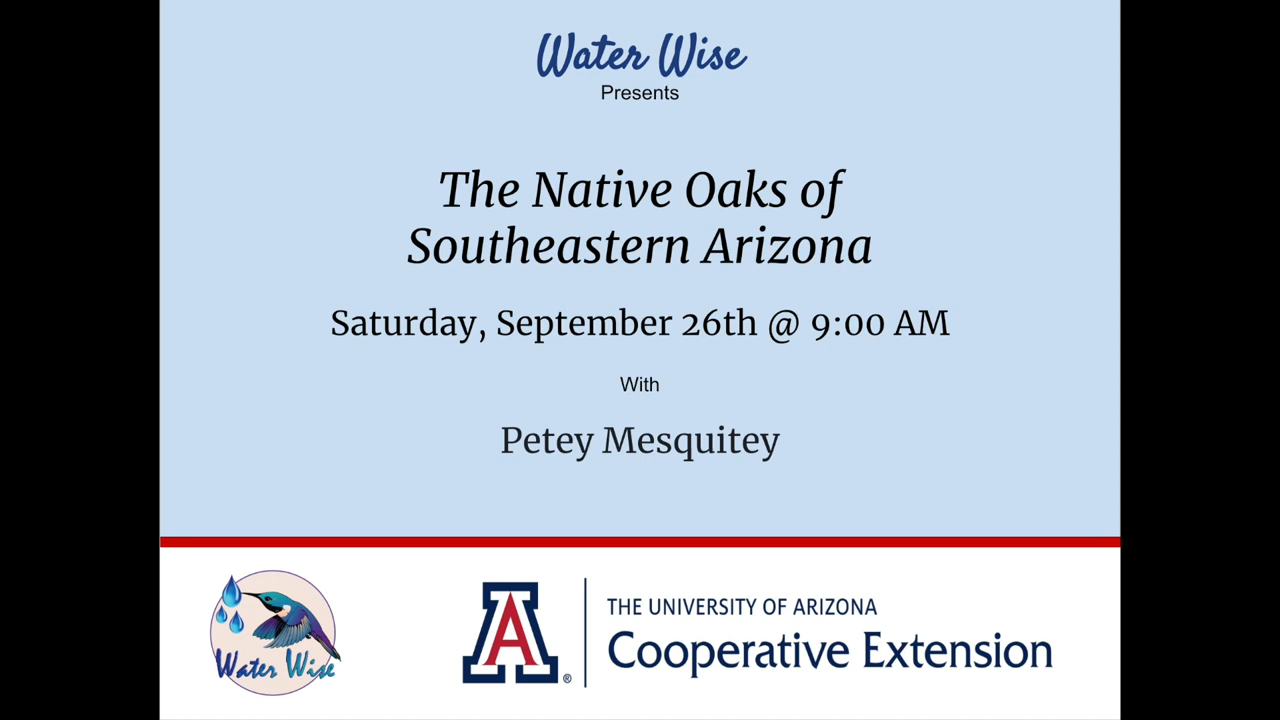 Water Wise
Presents
The Native Oaks of
Southeastern Arizona
Saturday, September 26th @ 9:00 AM
With
Petey Mesquitey
Water Wise
A®
THE UNIVERSITY OF ARIZONA
Cooperative Extension